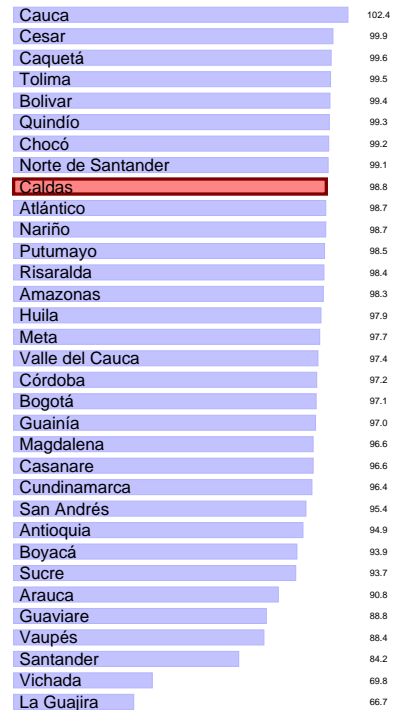 Cauca 102.4
Cesar 99.9
Caquetá 99.6
Tolima 99.5
Bolivar 99.4
Quindío 99.3
Chocó 99.2
Norte de Santander 99.1
Caldas 98.8
Atlántico 98.7
Nariño 98.7
Putumayo 98.5
Risaralda 98.4
Amazonas 98.3
Huila 97.9
Meta 97.7
Valle del Cauca 97.4
Córdoba 97.2
Bogotá 97.1
Guainía 97.0
Magdalena 96.6
Casanare 96.6
Cundinamarca 96.4
San Andrés 95.4
Antioquia 94.9
Boyacá 93.9
Sucre 93.7
Arauca 90.8
Guaviare 88.8
Vaupés 88.4
Santander 84.2
Vichada 69.8
La Guajira 66.7